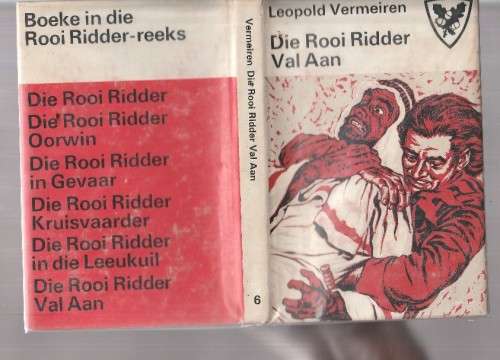 Boeke in die
Rooi Ridder-reeks
Die Rooi Ridder
Die Rooi Ridder
Oorwin
Die Rooi Ridder
in Gevaar
Die Rooi Ridder
Kruisvaarder
Die Rooi Ridder
in die Leeukuil
Die Rooi Ridder
Val Aan
Vermeiren Die Rooi Ridder Val Aan
6
Leopold Vermeiren
Die Rooi Ridder
Val Aan